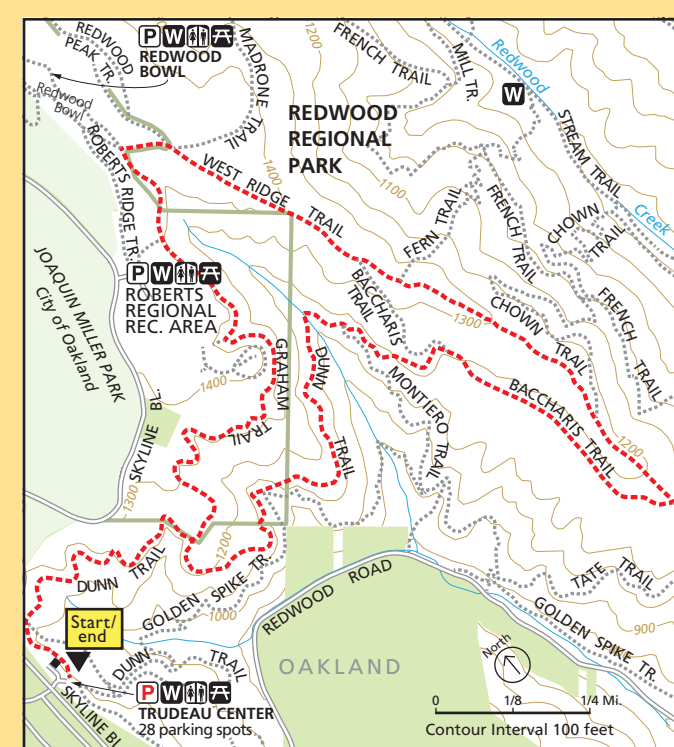 REDWOOD
PEAK TR.
P W
REDWOOD
BOWL
MADRONE TRAIL
1200
FRENCH TRAIL
MILL TR.
Redwood
W
Redwood
Bowl
REDWOOD
REGIONAL
PARK
ROBERTS RIDGE TR.
WEST RIDGE TRAIL
1400
1100
STREAM TRAIL
Creek
FERN TRAIL
FRENCH TRAIL
CHOWN
TRAIL
JOAQUIN MILLER PARK
City of Oakland
P W
ROBERTS
REGIONAL
REC. AREA
BACCHARIS
TRAIL
1300
CHOWN TRAIL
FRENCH TRAIL
GRAHAM
TRAIL
DUNN
TRAIL
1400
MONTIERO TRAIL
BACCHARIS TRAIL
1200
SKYLINE BL.
1300
1200
DUNN TRAIL
GOLDEN SPIKE TR.
1000
REDWOOD ROAD
TATE TRAIL
900
GOLDEN SPIKE TR.
Start/
end
DUNN TRAIL
OAKLAND
North
SKYLINE BL
P W
TRUDEAU CENTER
28 parking spots
0 1/8 1/4 Mi.
Contour Interval 100 feet